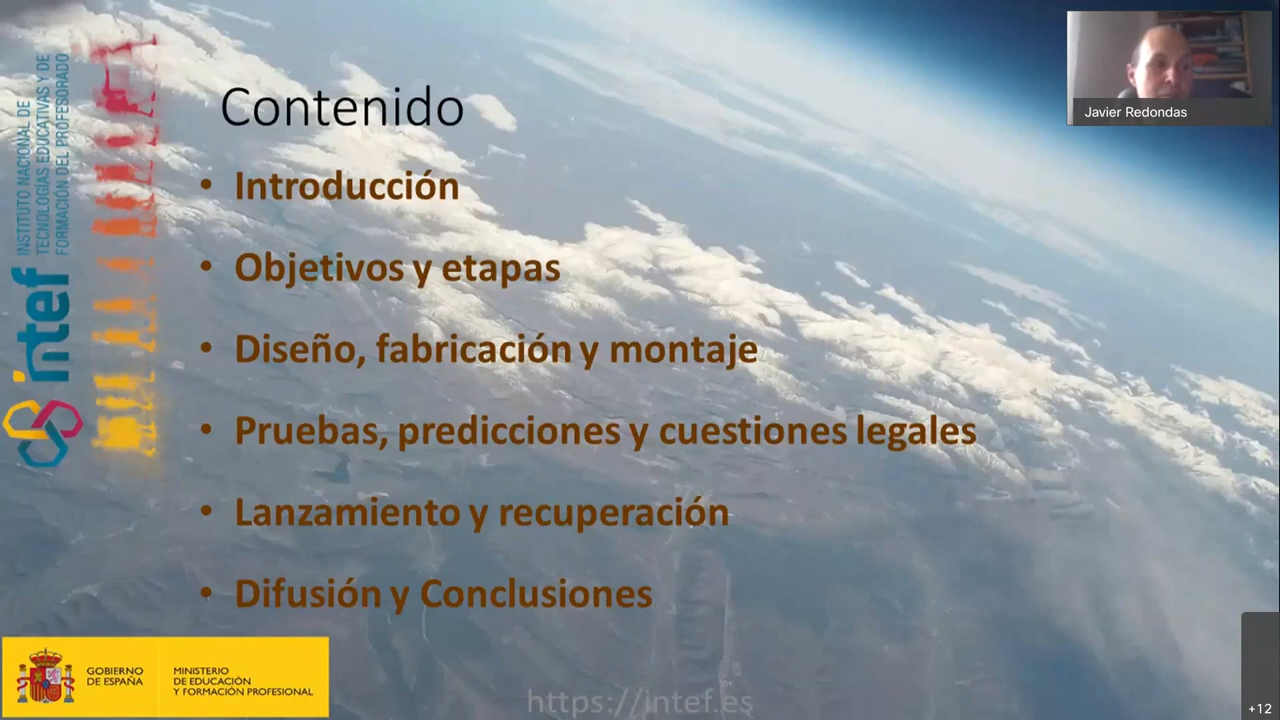 Contenido
• Introducción
• Objetivos y etapas
• Diseño, fabricación y montaje
• Pruebas, predicciones y cuestiones legales
• Lanzamiento y recuperación
• Difusión y Conclusiones
Javier Redondas
INSTITUTO NACIONAL DE
TECNOLOGÍAS EDUCATIVAS Y DE
FORMACIÓN DEL PROFESORADO
intef
GOBIERNO
DE ESPAÑA
MINISTERIO
DE EDUCACIÓN
Y FORMACIÓN PROFESIONAL
https://intef.es
+12